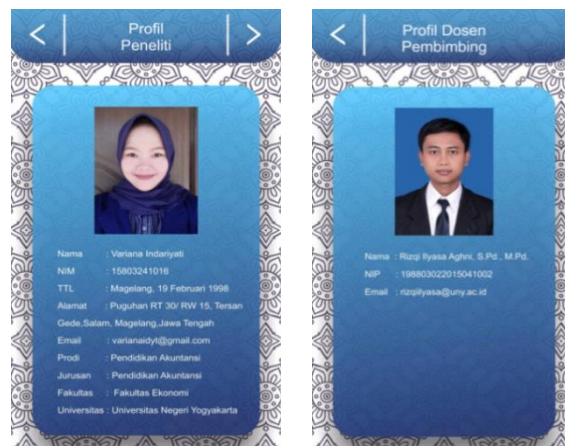 Profil
Peneliti
Nama : Variana Indariyati
NIM : 15803241016
TTL : Magelang, 19 Februari 1998
Alamat : Puguhan RT 30/ RW 15, Tersan
Gede,Salam, Magelang,Jawa Tengah
Email : varianaidyt@gmail.com
Prodi : Pendidikan Akuntansi
Jurusan : Pendidikan Akuntansi
Fakultas : Fakultas Ekonomi
Universitas : Universitas Negeri Yogyakarta
Profil Dosen
Pembimbing
Nama : Rizqi Ilyasa Aghni, S.Pd., M.Pd.
NIP : 198803022015041002
Email : rizqiilyasa@uny.ac.id